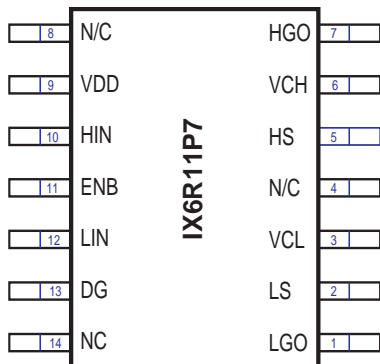 8 N/C HGO 7
9 VDD VCH 6
10 HIN HS 5
11 ENB N/C 4
12 LIN VCL 3
13 DG LS 2
14 NC LGO 1
IX6R11P7